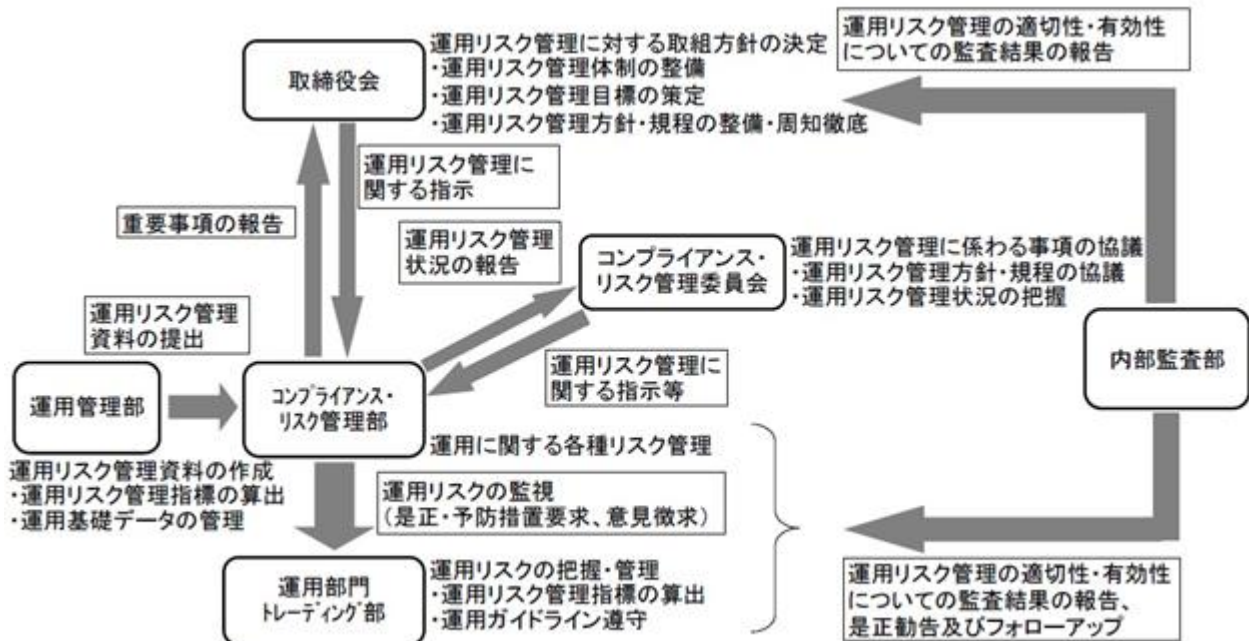 運用リスク管理に対する取組方針の決定
・運用リスク管理体制の整備
・運用リスク管理目標の策定
・運用リスク管理方針・規程の整備・周知徹底
取締役会
運用リスク管理の適切性・有効性
についての監査結果の報告
運用リスク管理に
関する指示
重要事項の報告
運用リスク管理
状況の報告
コンプライアンス・
リスク管理委員会
運用リスク管理に係わる事項の協議
・運用リスク管理方針・規程の協議
・運用リスク管理状況の把握
運用リスク管理
資料の提出
運用リスク管理に
関する指示等
内部監査部
運用管理部
コンプライアンス・
リスク管理部
運用に関する各種リスク管理
運用リスク管理資料の作成
・運用リスク管理指標の算出
・運用基礎データの管理
運用リスクの監視
（是正・予防措置要求、意見徴求）
運用部門
トレーディング部
運用リスクの把握・管理
・運用リスク管理指標の算出
・運用ガイドライン遵守
運用リスク管理の適切性・有効性
についての監査結果の報告、
是正勧告及びフォローアップ